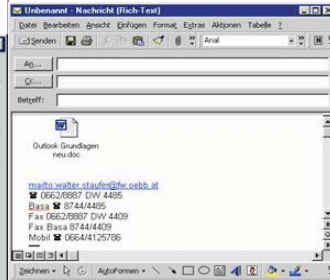 Unbenannt - Nachricht (Rich-Text)
Datei Bearbeiten Ansicht Einfügen Format Extras Aktionen Tabelle ?
Senden Arial
An...
Cc...
Betreff:
Outlook Grundlagen
neu.doc
mailto:walter.staufer@fw.oebb.at
☎ 0662/8887 DW 4485
Basa ☎ 8744/4485
Fax 0662/8887 DW 4409
Fax Basa 8744/4409
Mobil ☎ 0664/4125786
Zeichnen AutoFormen